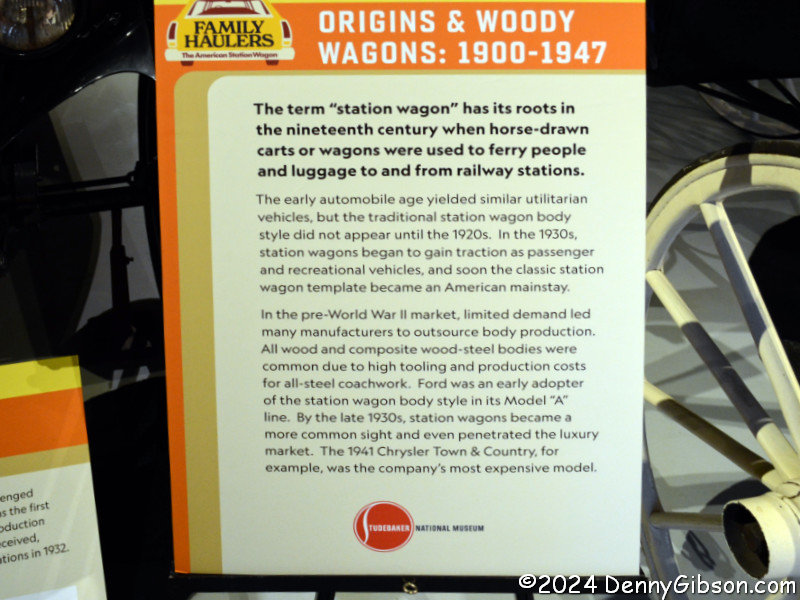 FAMILY
HAULERS
The American Station Wagon
ORIGINS & WOODY
WAGONS: 1900-1947
The term “station wagon” has its roots in
the nineteenth century when horse-drawn
carts or wagons were used to ferry people
and luggage to and from railway stations.
The early automobile age yielded similar utilitarian
vehicles, but the traditional station wagon body
style did not appear until the 1920s. In the 1930s,
station wagons began to gain traction as passenger
and recreational vehicles, and soon the classic station
wagon template became an American mainstay.
In the pre-World War II market, limited demand led
many manufacturers to outsource body production.
All wood and composite wood-steel bodies were
common due to high tooling and production costs
for all-steel coachwork. Ford was an early adopter
of the station wagon body style in its Model “A”
line. By the late 1930s, station wagons became a
more common sight and even penetrated the luxury
market. The 1941 Chrysler Town & Country, for
example, was the company’s most expensive model.
STUDEBAKER NATIONAL MUSEUM
enged
s the first
oduction
ceived,
ations in 1932.
©2024 DennyGibson.com